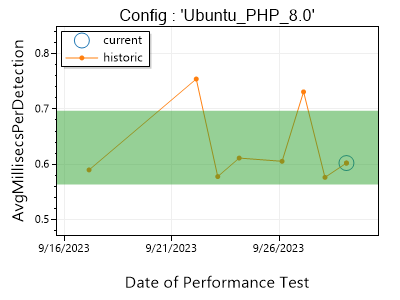 Config : 'Ubuntu_PHP_8.0'
current
historic
0.8
0.7
0.6
0.5
AvgMillisecsPerDetection
9/16/2023 9/21/2023 9/26/2023
Date of Performance Test